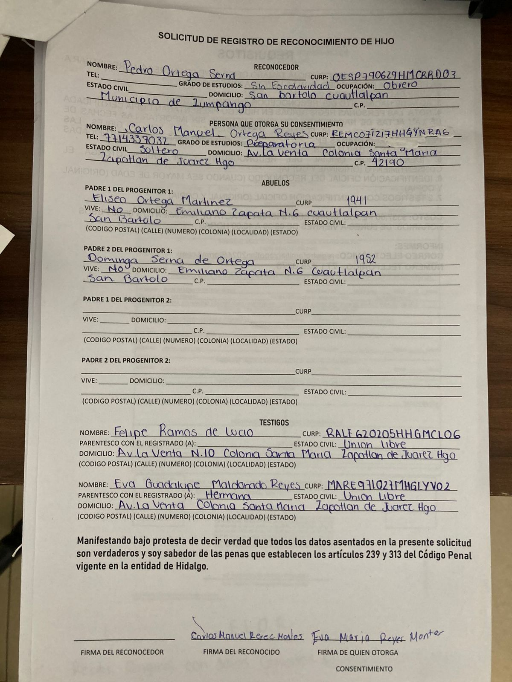 SOLICITUD DE REGISTRO DE RECONOCIMIENTO DE HIJO
RECONOCEDOR
NOMBRE: Pedro Ortega Serna CURP: OESP790629HMCRRD03
TEL: GRADO DE ESTUDIOS: Sin Escolaridad OCUPACIÓN: Obrero
ESTADO CIVIL DOMICILIO: San bartolo cuautlalpan
Municipio de Zumpango C.P.
PERSONA QUE OTORGA SU CONSENTIMIENTO
NOMBRE: Carlos Manuel Ortega Reyes CURP:
TEL: 7714339032 GRADO DE ESTUDIOS: Preparatoria OCUPACIÓN:
ESTADO CIVIL Soltero DOMICILIO: Av. La Venta Colonia Santa Maria
Zapotlan de Juarez Hgo C.P. 42190
ABUELOS
PADRE 1 DEL PROGENITOR 1:
Eliseo Ortega Martinez CURP 1941
VIVE: No DOMICILIO: Emiliano Zapata N.6 cuautlalpan
San Bartolo C.P. ESTADO CIVIL:
(CODIGO POSTAL) (CALLE) (NUMERO) (COLONIA) (LOCALIDAD) (ESTADO)
PADRE 2 DEL PROGENITOR 1:
Dominga Serna de Ortega CURP 1952
VIVE: No DOMICILIO: Emiliano Zapata N.6 Cuautlalpan
San Bartolo C.P. ESTADO CIVIL:
(CODIGO POSTAL) (CALLE) (NUMERO) (COLONIA) (LOCALIDAD) (ESTADO)
PADRE 1 DEL PROGENITOR 2:
CURP
VIVE: DOMICILIO:
C.P. ESTADO CIVIL:
(CODIGO POSTAL) (CALLE) (NUMERO) (COLONIA) (LOCALIDAD) (ESTADO)
PADRE 2 DEL PROGENITOR 2:
CURP
VIVE: DOMICILIO:
C.P. ESTADO CIVIL:
(CODIGO POSTAL) (CALLE) (NUMERO) (COLONIA) (LOCALIDAD) (ESTADO)
TESTIGOS
NOMBRE: Felipe Ramos de Lucio CURP: RALF620205HHGMCL06
PARENTESCO CON EL REGISTRADO (A): ESTADO CIVIL: Union libre
DOMICILIO: Av. La Venta N.10 Colonia Santa Maria Zapotlan de Juarez Hgo
(CODIGO POSTAL) (CALLE) (NUMERO) (COLONIA) (LOCALIDAD) (ESTADO)
NOMBRE: Eva Guadalupe Maldonado Reyes CURP: MARE971027MHGLYV02
PARENTESCO CON EL REGISTRADO (A): Hermana ESTADO CIVIL: Union Libre
DOMICILIO: Av. La Venta Colonia Santa Maria Zapotlan de Juarez Hgo
(CODIGO POSTAL) (CALLE) (NUMERO) (COLONIA) (LOCALIDAD) (ESTADO)
Manifestando bajo protesta de decir verdad que todos los datos asentados en la presente solicitud
son verdaderos y soy sabedor de las penas que establecen los artículos 239 y 313 del Código Penal
vigente en la entidad de Hidalgo.
Carlos Manuel Reyes Eva Maria Reyes Montes
FIRMA DEL RECONOCEDOR FIRMA DEL RECONOCIDO FIRMA DE QUIEN OTORGA
CONSENTIMIENTO